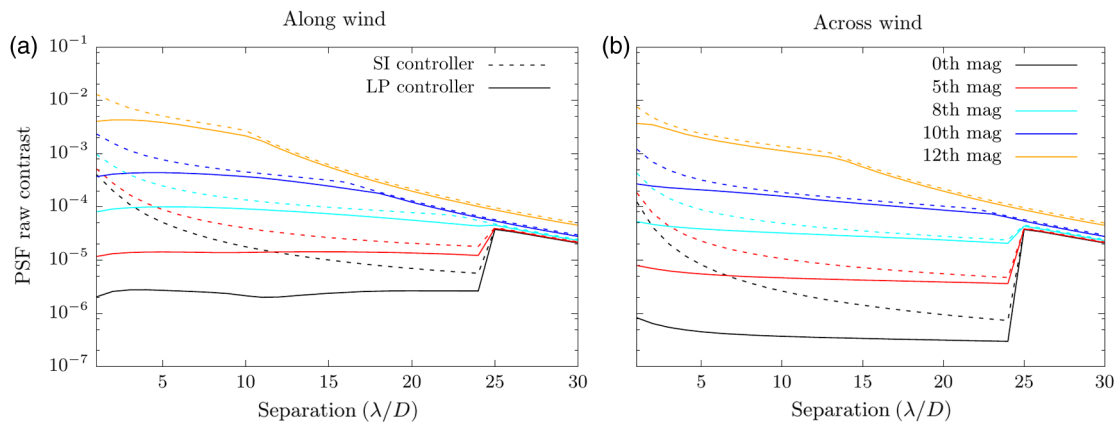 Along wind
Across wind
(a)
(b)
10−1
10−2
10−3
10−4
10−5
10−6
10−7
PSF raw contrast
SI controller
LP controller
0th mag
5th mag
8th mag
10th mag
12th mag
5 10 15 20 25 30
5 10 15 20 25 30
Separation (λ/D)
Separation (λ/D)